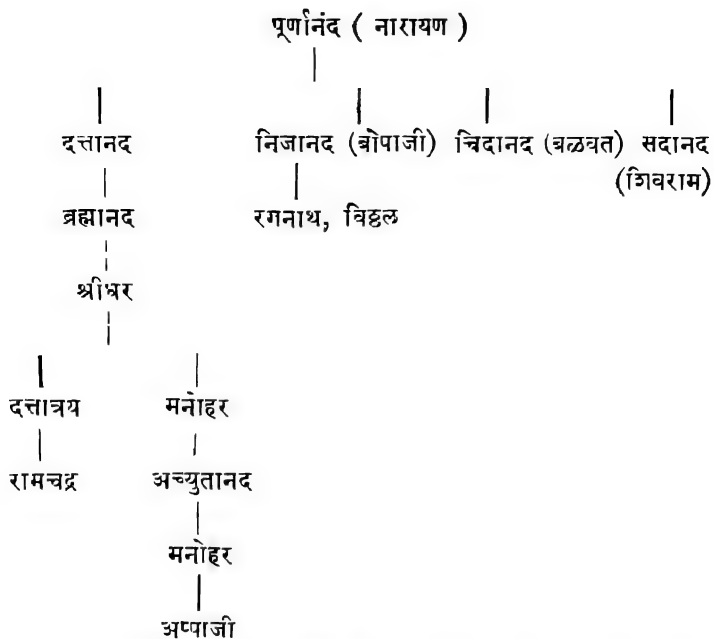 पूर्णानंद ( नारायण )
दत्तानद निजानद (बोपाजी) चिदानद (बळवत) सदानद
(शिवराम)
ब्रह्मानद रगनाथ, विठ्ठल
श्रीधर
दत्तात्रय मनोहर
रामचद्र अच्युतानद
मनोहर
अप्पाजी